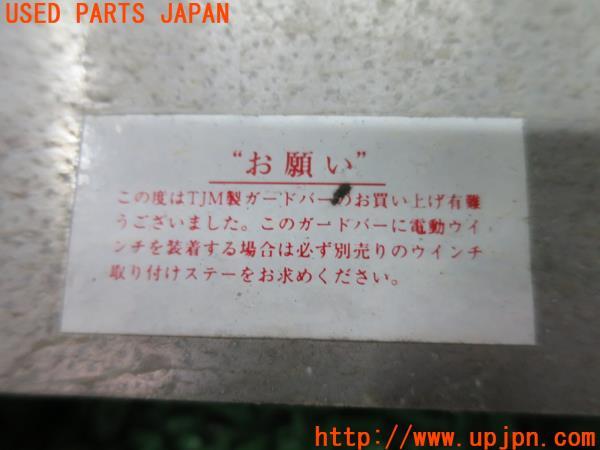 USED PARTS JAPAN
“お願い”
この度はTJM製ガードバーのお買い上げ有難
うございました。このガードバーに電動ウイ
ンチを装着する場合は必ず別売りのウインチ
取り付けステーをお求めください。
UPJ
http://www.upjpn.com